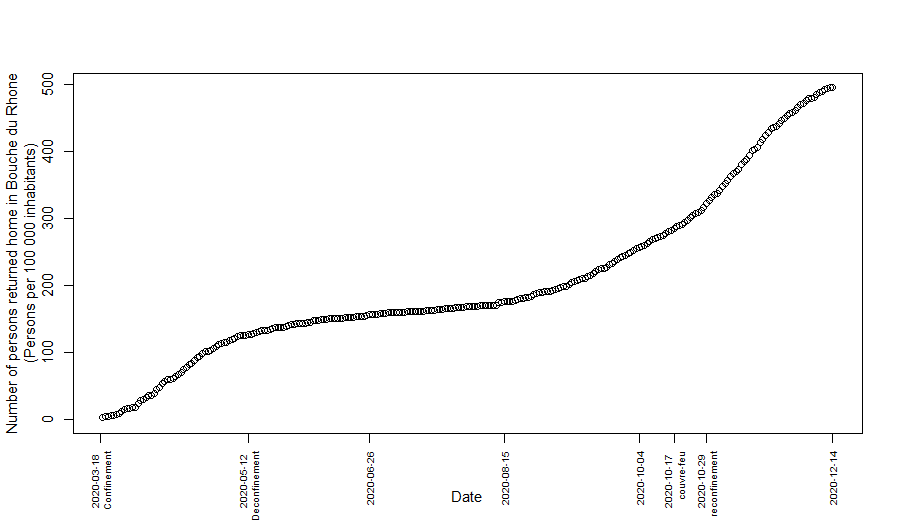 Number of persons returned home in Bouche du Rhone
(Persons per 100 000 inhabitants)
500
400
300
200
100
0
2020-03-18
Confinement
2020-05-12
Deconfinement
2020-06-26
2020-08-15
2020-10-04
2020-10-17
couvre-feu
2020-10-29
reconfinement
2020-12-14
Date